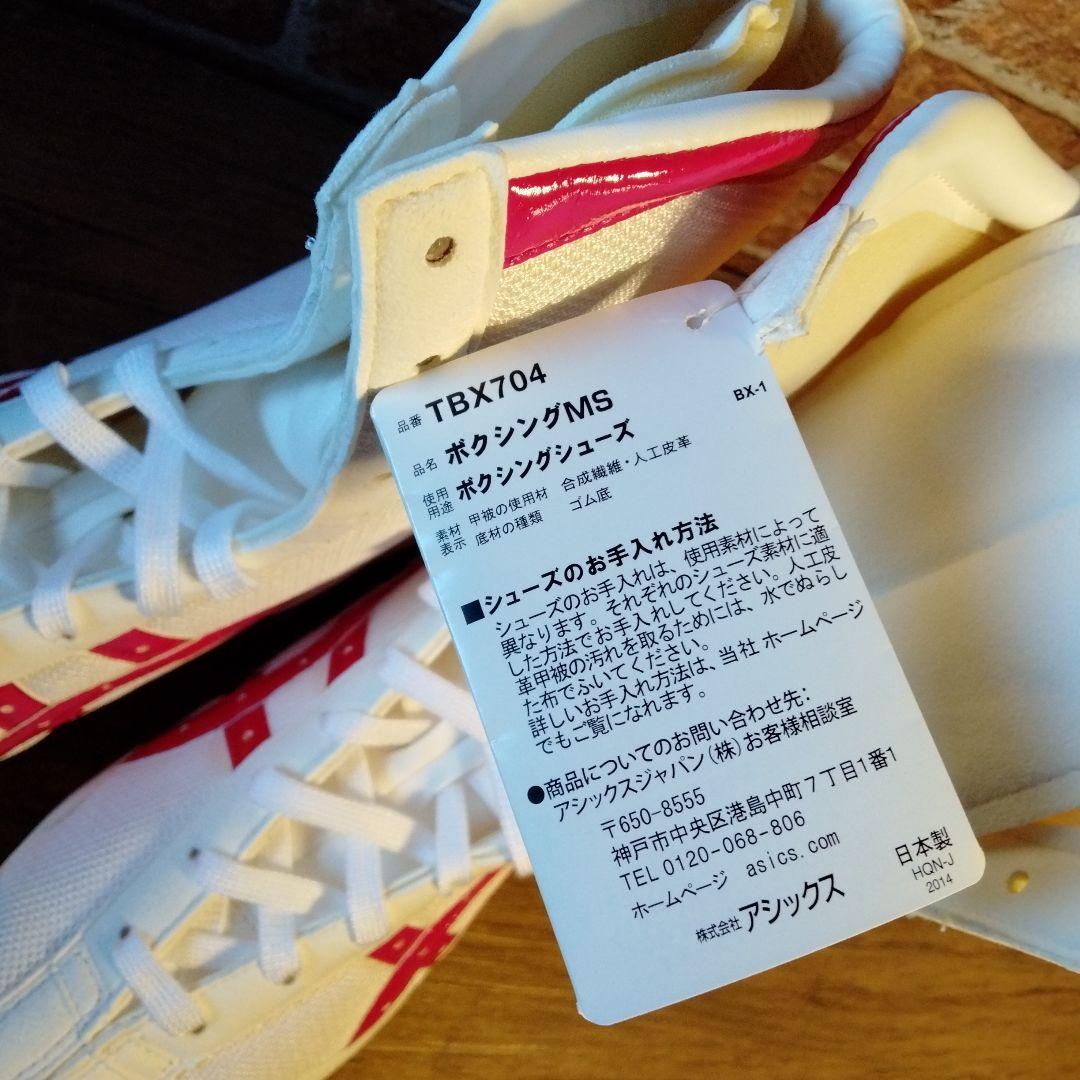 品番 TBX704
BX-1
品名 ボクシングMS
使用用途 ボクシングシューズ
素材表示 甲被の使用材 合成繊維・人工皮革
底材の種類 ゴム底
■シューズのお手入れ方法
シューズのお手入れは、使用素材によって
異なります。それぞれのシューズ素材に適
した方法でお手入れしてください。人工皮
革甲被の汚れを取るためには、水でぬらし
た布でふいてください。
詳しいお手入れ方法は、当社 ホームページ
でもご覧になれます。
●商品についてのお問い合わせ先:
アシックスジャパン(株)お客様相談室
〒650-8555
神戸市中央区港島中町7丁目1番1
TEL 0120-068-806
ホームページ asics.com
株式会社 アシックス
日本製
HQN-J
2014